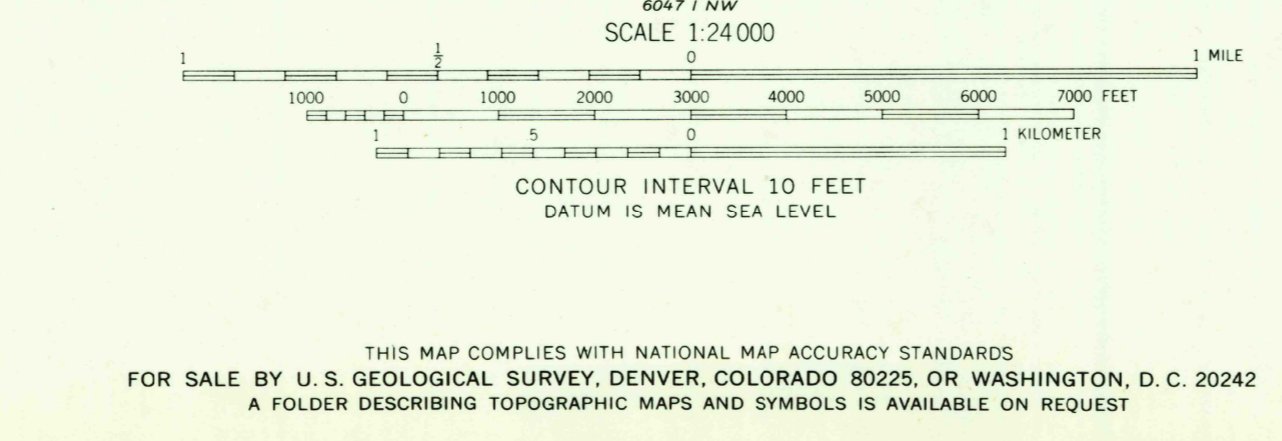 6047 I NW
SCALE 1:24 000
1 1/2 0 1 MILE
1000 0 1000 2000 3000 4000 5000 6000 7000 FEET
1 .5 0 1 KILOMETER
CONTOUR INTERVAL 10 FEET
DATUM IS MEAN SEA LEVEL
THIS MAP COMPLIES WITH NATIONAL MAP ACCURACY STANDARDS
FOR SALE BY U. S. GEOLOGICAL SURVEY, DENVER, COLORADO 80225, OR WASHINGTON, D. C. 20242
A FOLDER DESCRIBING TOPOGRAPHIC MAPS AND SYMBOLS IS AVAILABLE ON REQUEST